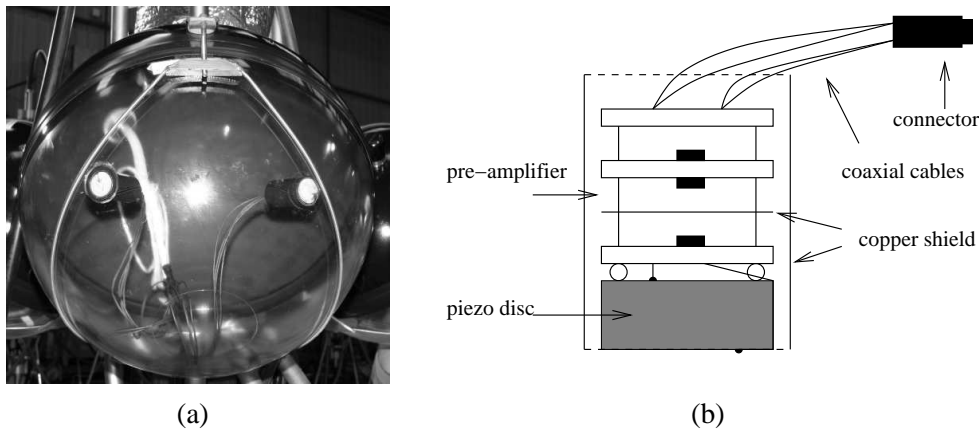 connector
pre−amplifier
coaxial cables
copper shield
piezo disc
(a)
(b)